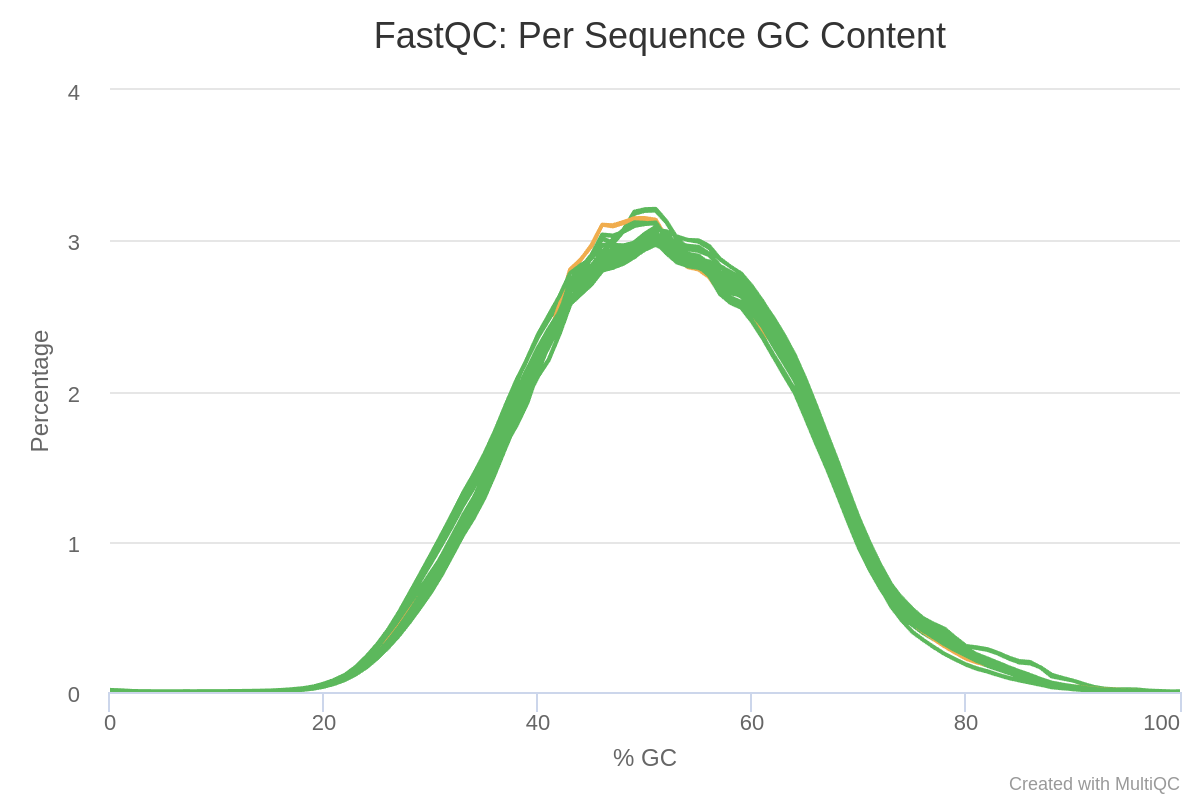 FastQC: Per Sequence GC Content
4
3
2
1
0
Percentage
0 20 40 60 80 100
% GC
Created with MultiQC